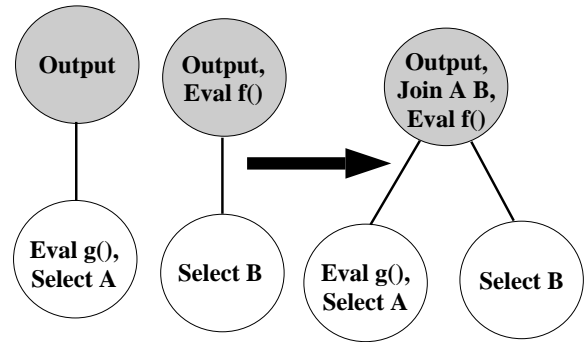 Output
Output,
Eval f()
Output,
Join A B,
Eval f()
Eval g(),
Select A
Select B
Eval g(),
Select A
Select B